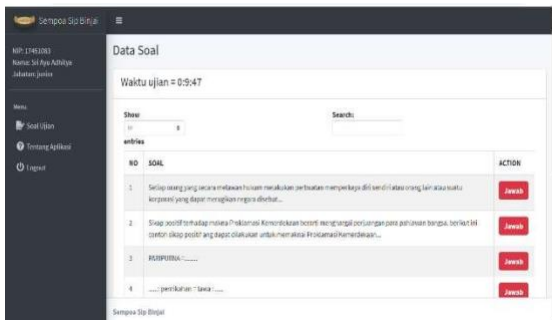 Sempoa Sip Binjai
NIP: 17451083
Nama: Sri Ayu Adhitya
Jabatan: junior
Menu
Soal Ujian
Tentang Aplikasi
Logout
Data Soal
Waktu ujian = 0:9:47
Show
10
entries
Search:
NO SOAL ACTION
1 Setiap orang yang secara melawan hukum melakukan perbuatan memperkaya diri sendiri atau orang lain atau suatu
korporasi yang dapat merugikan negara disebut... Jawab
2 Sikap positif terhadap makna Proklamasi Kemerdekaan berarti menghargai perjuangan para pahlawan bangsa, berikut ini
contoh sikap positif yang dapat dilakukan untuk memaknai Proklamasi Kemerdekaan... Jawab
3 PARIPURNA =....... Jawab
4 .....: pernikahan = tawa : ..... Jawab
Sempoa Sip Binjai